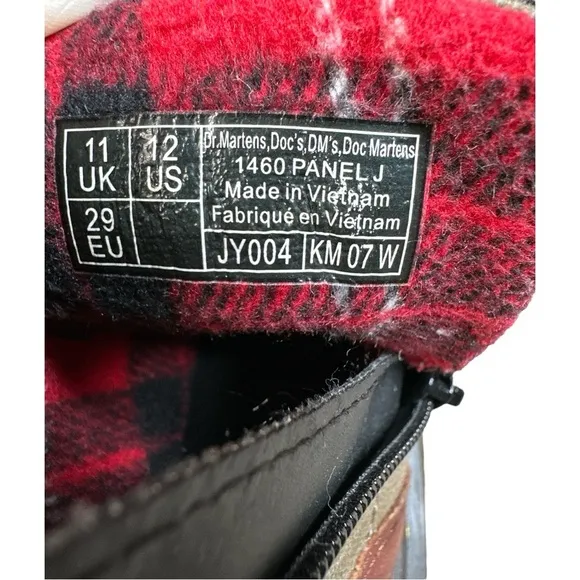 11 UK
12 US
29 EU
Dr.Martens,Doc's,DM's,Doc Martens
1460 PANEL J
Made in Vietnam
Fabriqué en Viétnam
JY004
KM 07 W